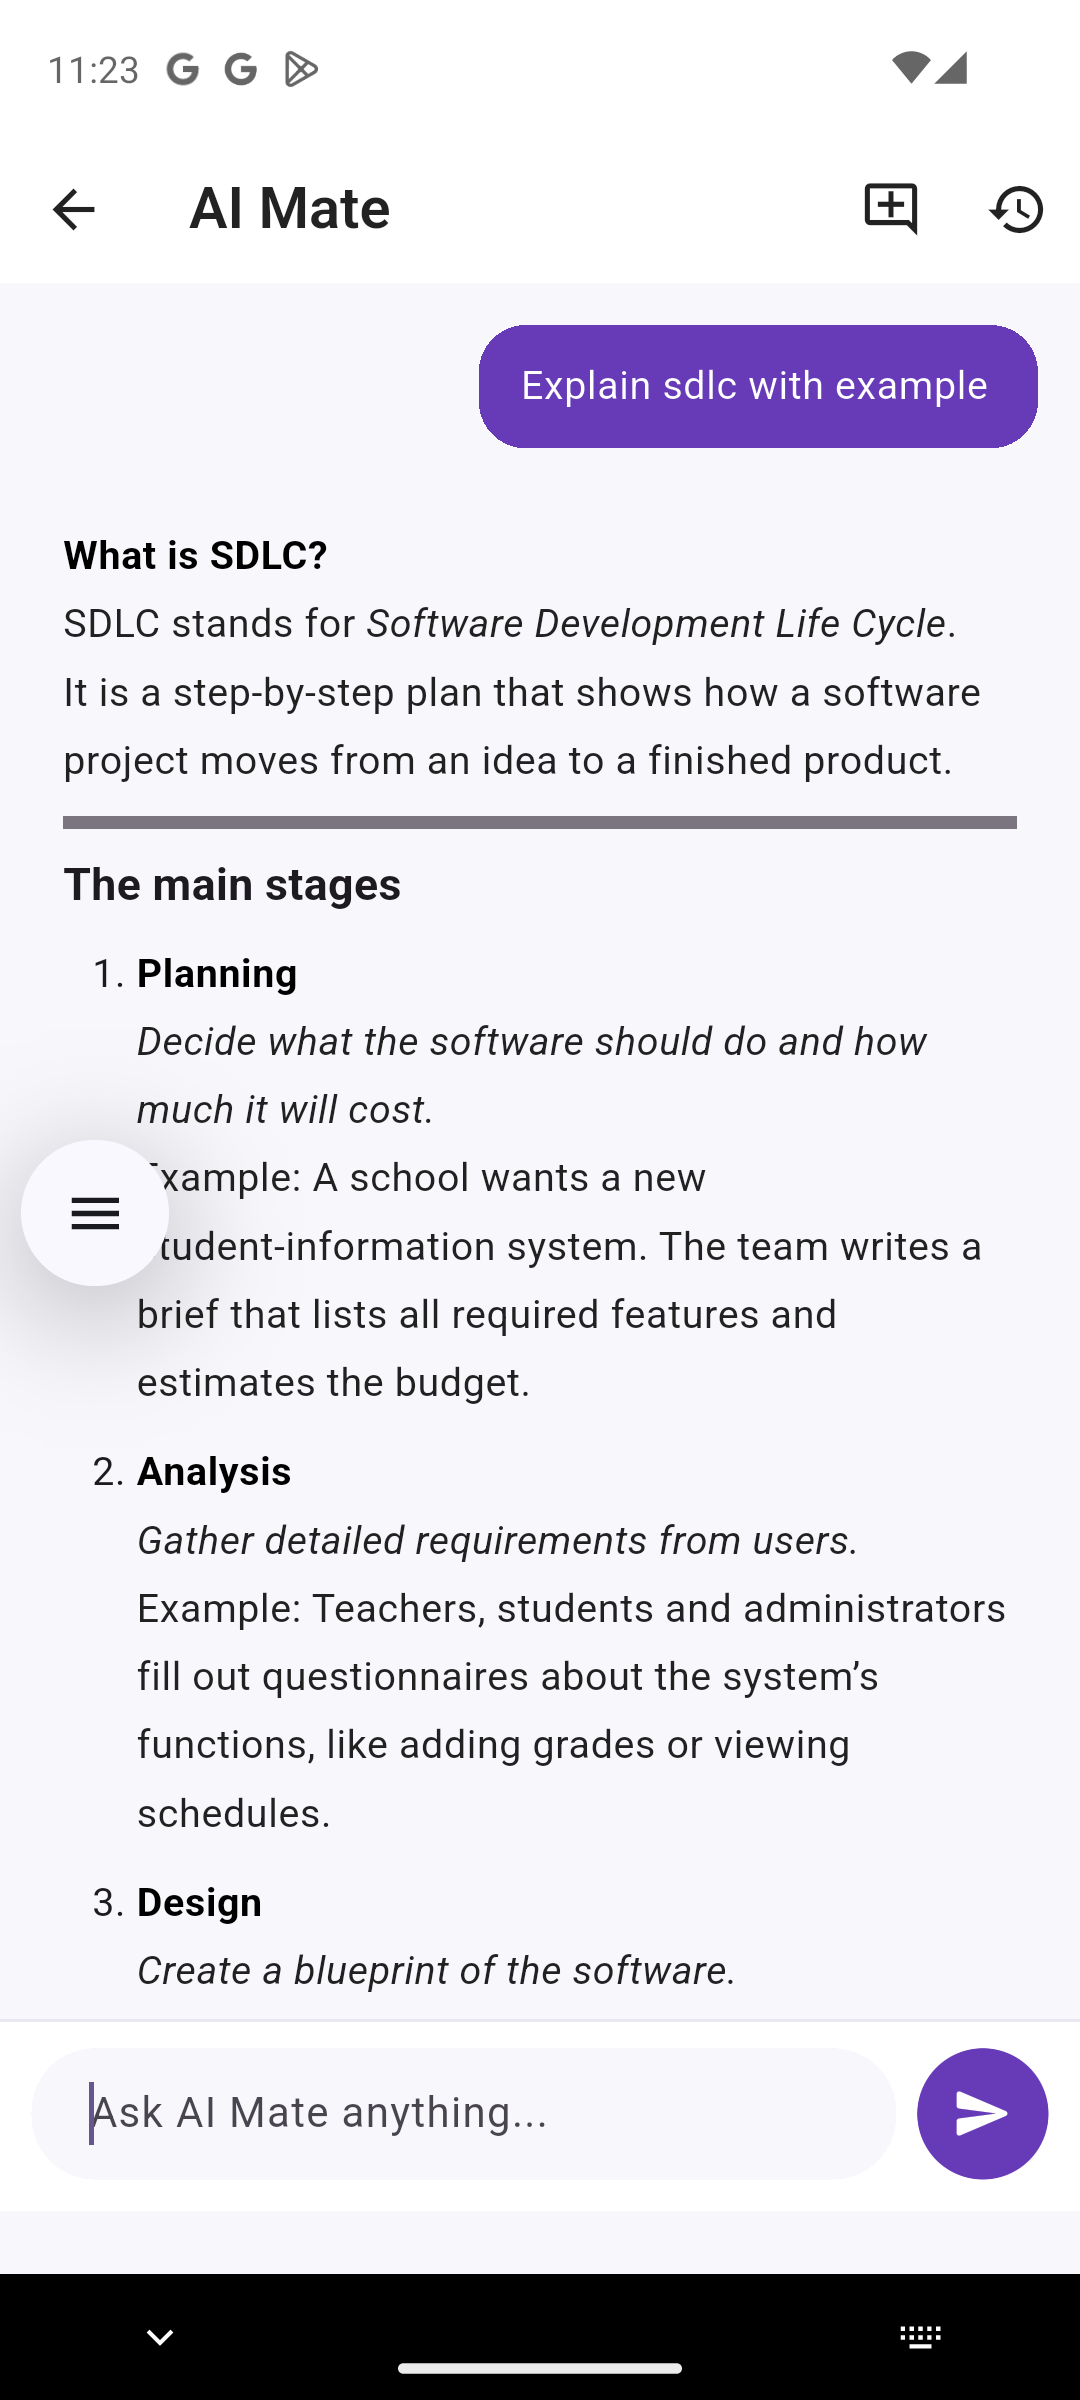 11:23
AI Mate
Explain sdlc with example
What is SDLC?
SDLC stands for Software Development Life Cycle.
It is a step-by-step plan that shows how a software
project moves from an idea to a finished product.
The main stages
1. Planning
Decide what the software should do and how
much it will cost.
Example: A school wants a new
student-information system. The team writes a
brief that lists all required features and
estimates the budget.
2. Analysis
Gather detailed requirements from users.
Example: Teachers, students and administrators
fill out questionnaires about the system’s
functions, like adding grades or viewing
schedules.
3. Design
Create a blueprint of the software.
Ask AI Mate anything...